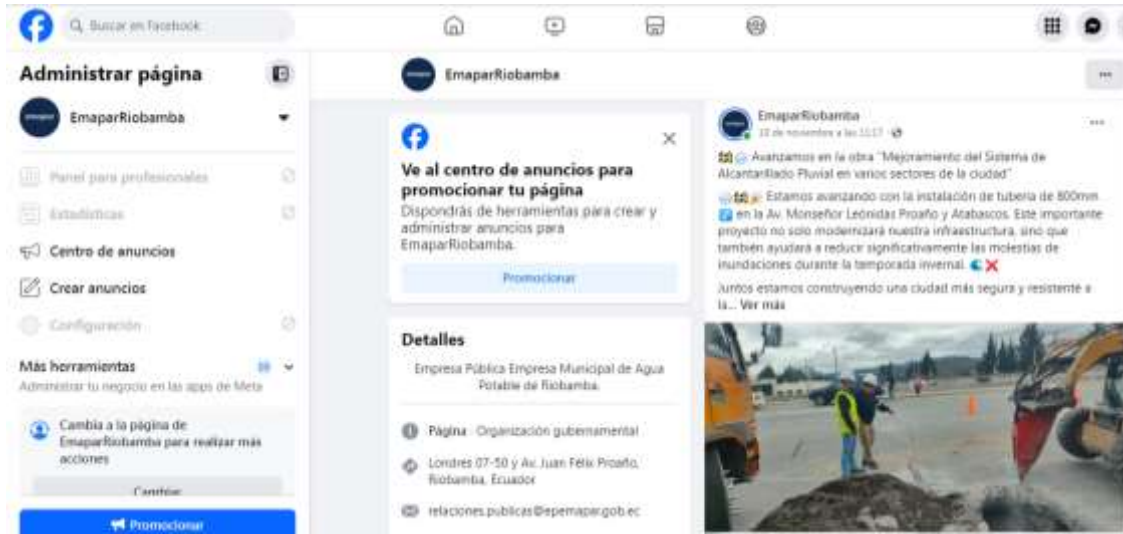 Buscar en Facebook
Administrar página
EmaparRiobamba
Panel para profesionales
Estadísticas
Centro de anuncios
Crear anuncios
Configuración
Más herramientas
Administrar tu negocio en las apps de Meta
Cambia a la página de
EmaparRiobamba para realizar más
acciones
Cambiar
Promocionar
EmaparRiobamba
Ve al centro de anuncios para
promocionar tu página
Dispondrás de herramientas para crear y
administrar anuncios para
EmaparRiobamba.
Promocionar
Detalles
Empresa Pública Empresa Municipal de Agua
Potable de Riobamba.
Página · Organización gubernamental
Londres 07-50 y Av. Juan Félix Proaño,
Riobamba, Ecuador
relaciones.publicas@epemapar.gob.ec
EmaparRiobamba
de noviembre a las 11:17
Avanzamos en la obra "Mejoramiento del Sistema de
Alcantarillado Pluvial en varios sectores de la ciudad"
Estamos avanzando con la instalación de tubería de 800mm
en la Av. Monseñor Leonidas Proaño y Atabascos. Este importante
proyecto no solo modernizará nuestra infraestructura, sino que
también ayudará a reducir significativamente las molestias de
inundaciones durante la temporada invernal.
Juntos estamos construyendo una ciudad más segura y resistente a
la... Ver más